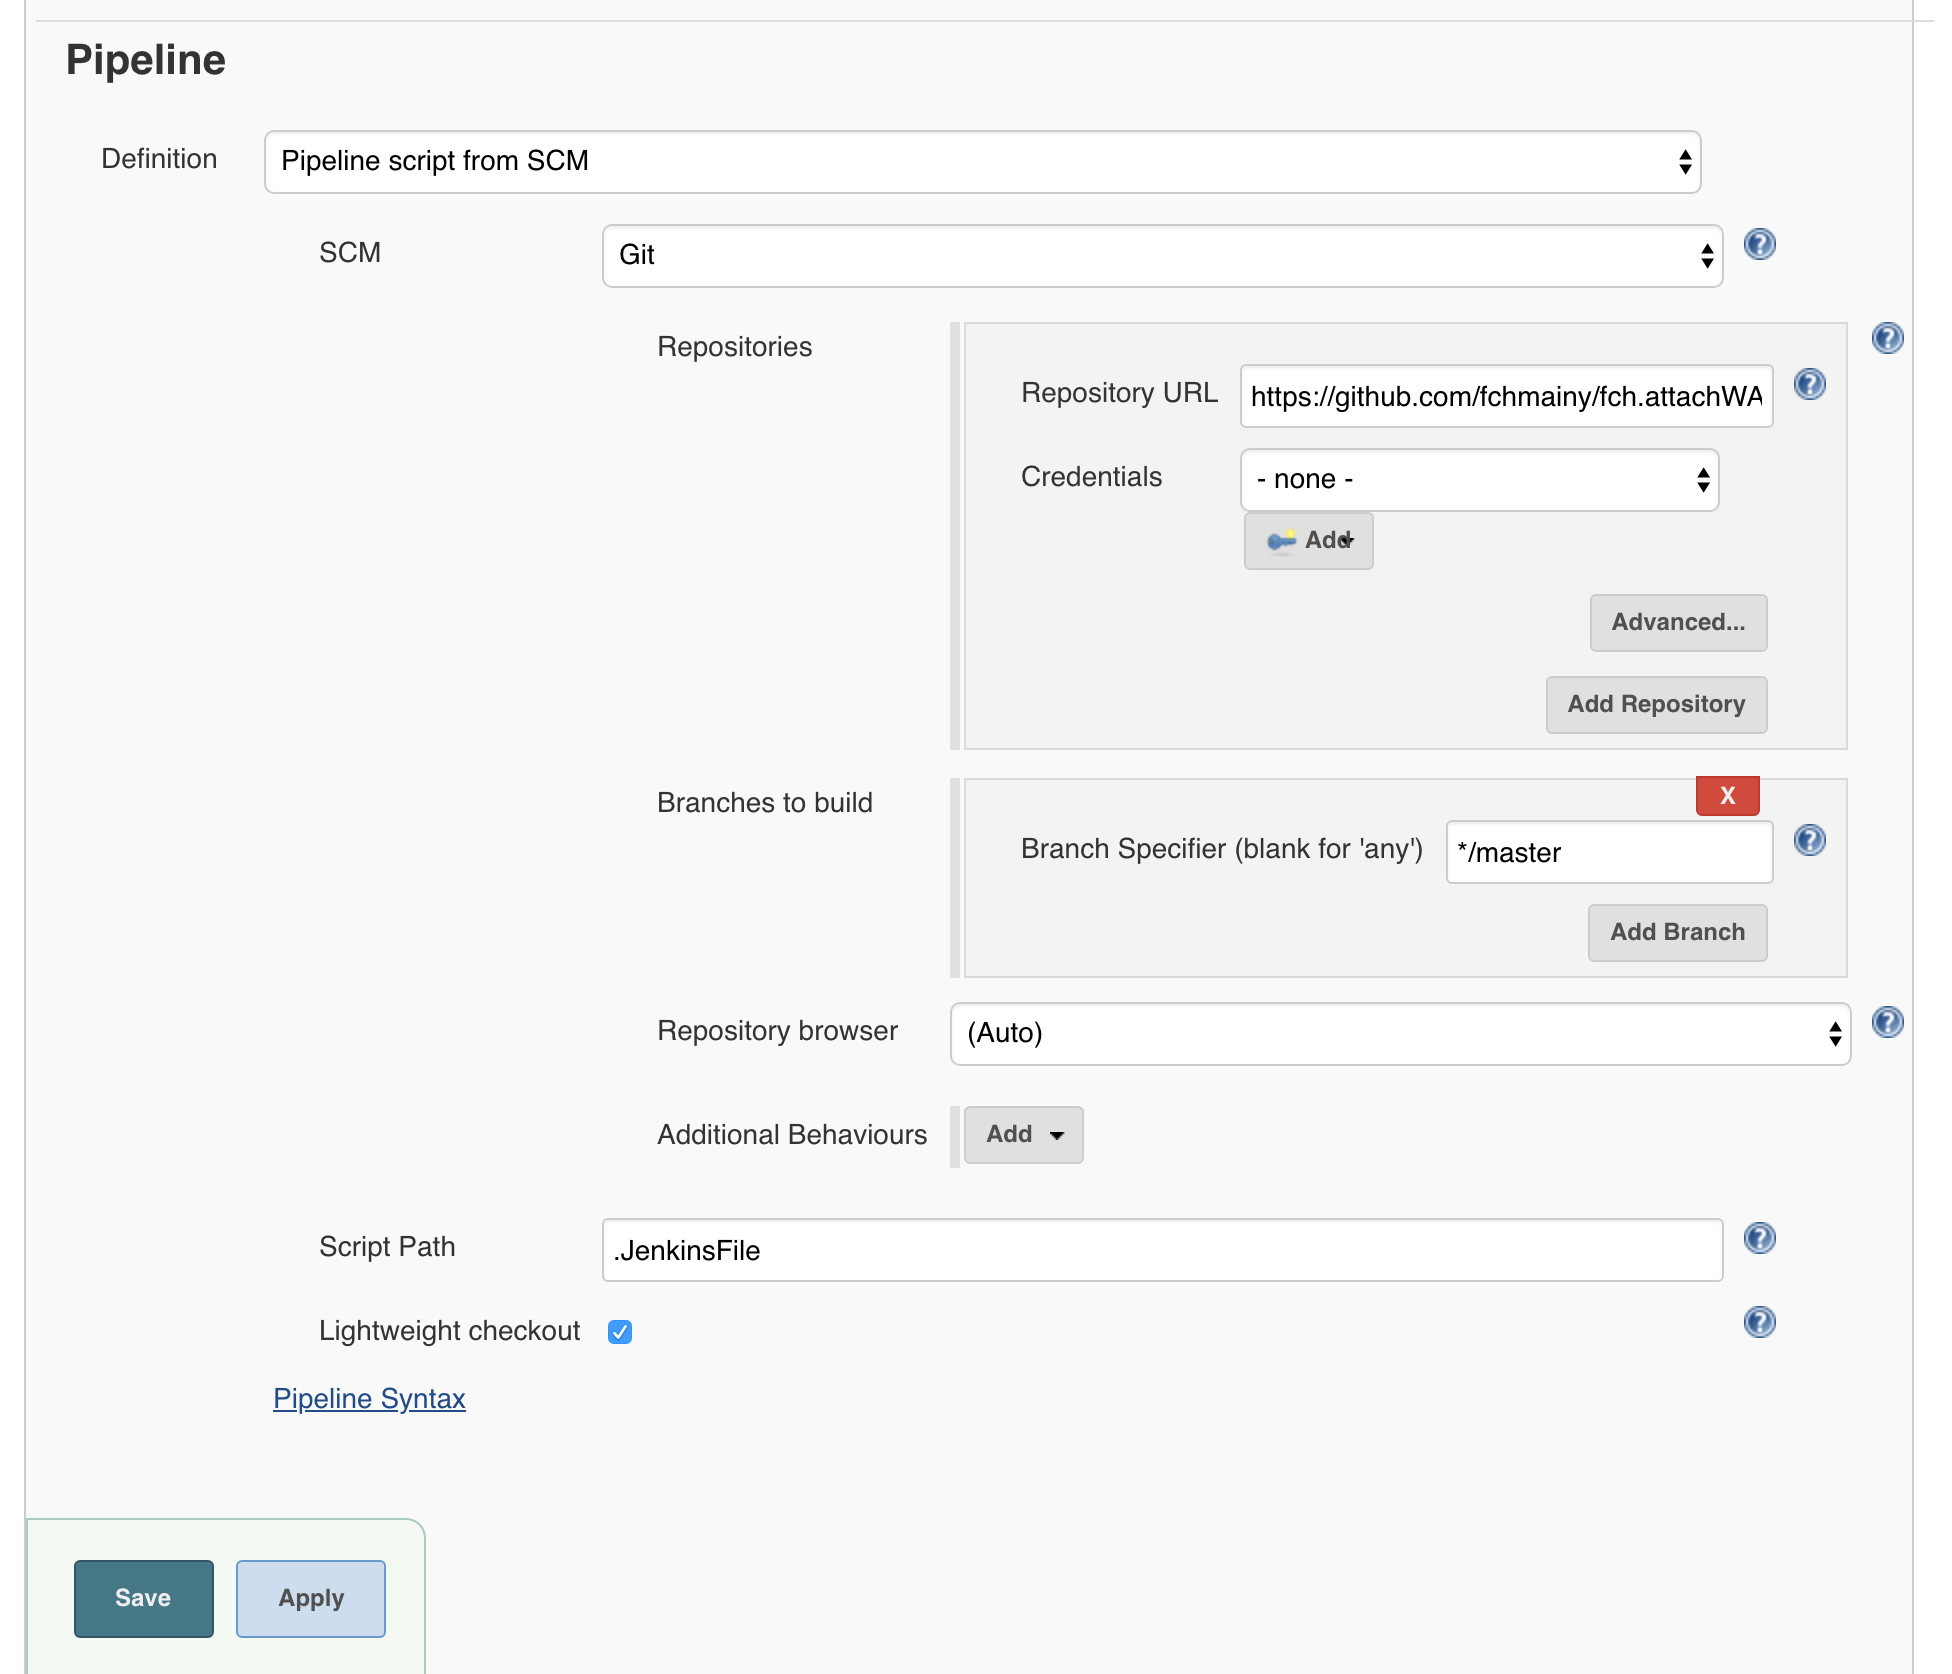 Pipeline
Definition
Pipeline script from SCM
SCM
Git
Repositories
Repository URL
https://github.com/fchmainy/fch.attachWA
Credentials
- none -
Add
Advanced...
Add Repository
Branches to build
X
Branch Specifier (blank for 'any')
*/master
Add Branch
Repository browser
(Auto)
Additional Behaviours
Add
Script Path
.JenkinsFile
Lightweight checkout
Pipeline Syntax
Save
Apply